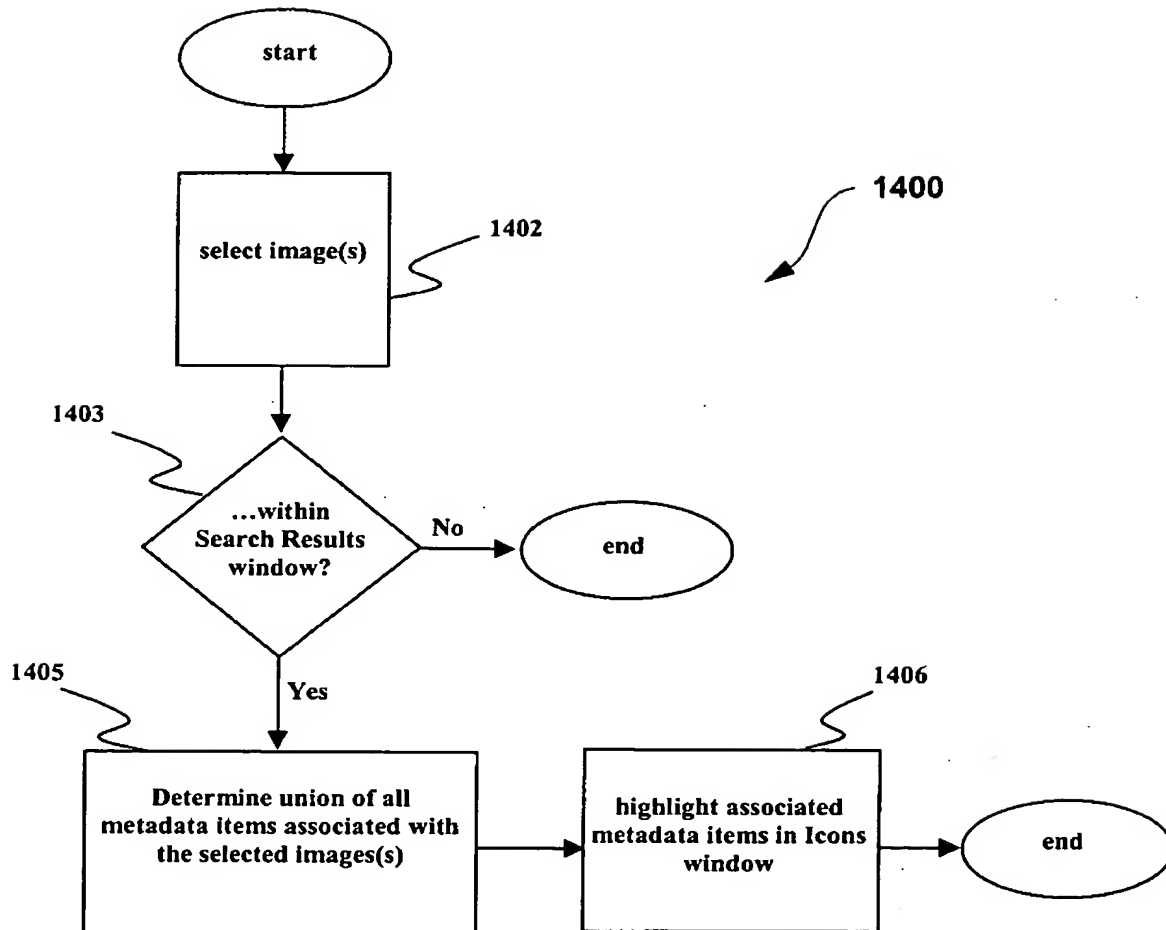 start
1400
select image(s)
1402
1403
...within
Search Results
window?
No
end
Yes
1405
Determine union of all
metadata items associated with
the selected images(s)
1406
highlight associated
metadata items in Icons
window
end